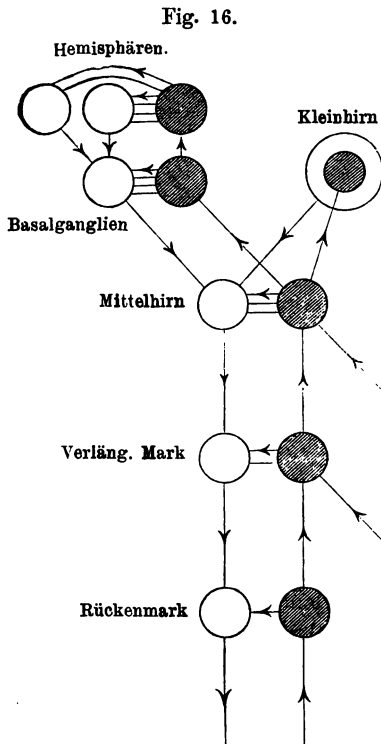 Fig. 16.
Hemisphären.
Kleinhirn
Basalganglien
Mittelhirn
Verläng. Mark
Rückenmark